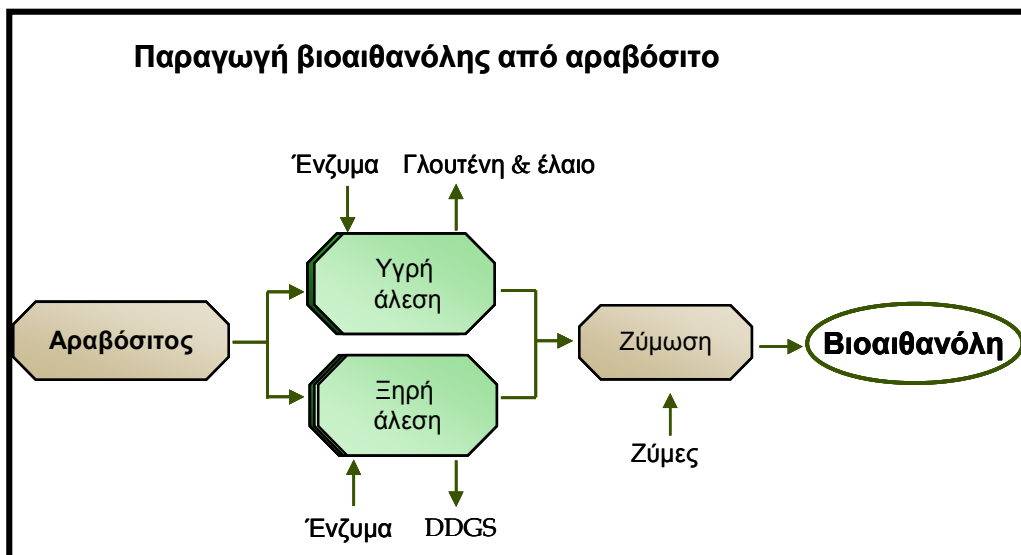 Παραγωγή βιοαιθανόλης από αραβόσιτο
Ένζυμα
Γλουτένη & έλαιο
Υγρή
άλεση
Αραβόσιτος
Ξηρή
άλεση
Ζύμωση
Βιοαιθανόλη
Ζύμες
Ένζυμα
DDGS